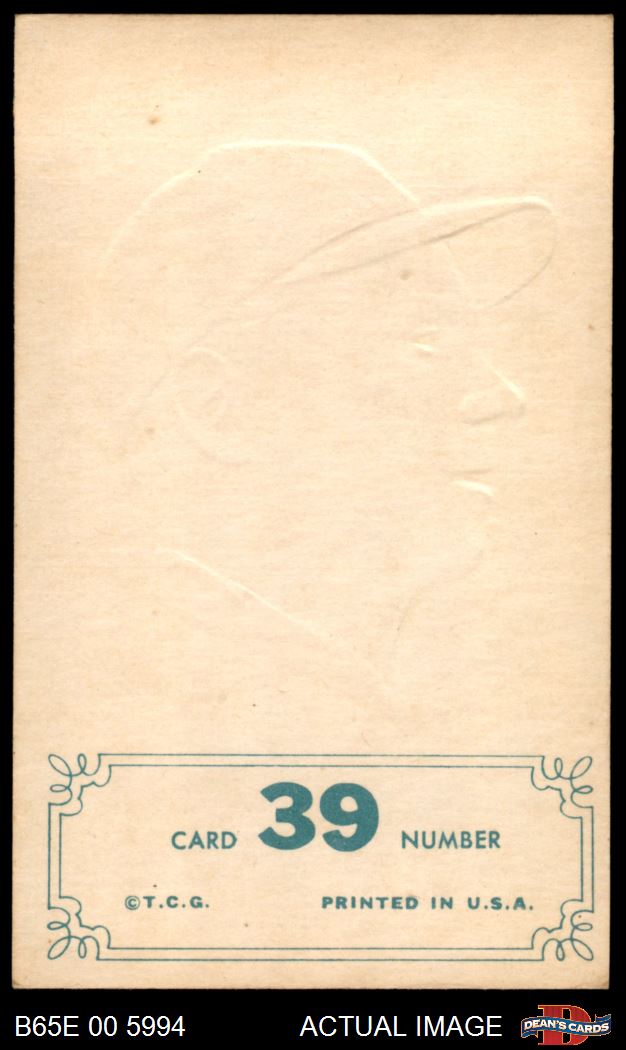 CARD 39 NUMBER
©T.C.G. PRINTED IN U.S.A.
B65E 00 5994 ACTUAL IMAGE DEAN'S CARDS